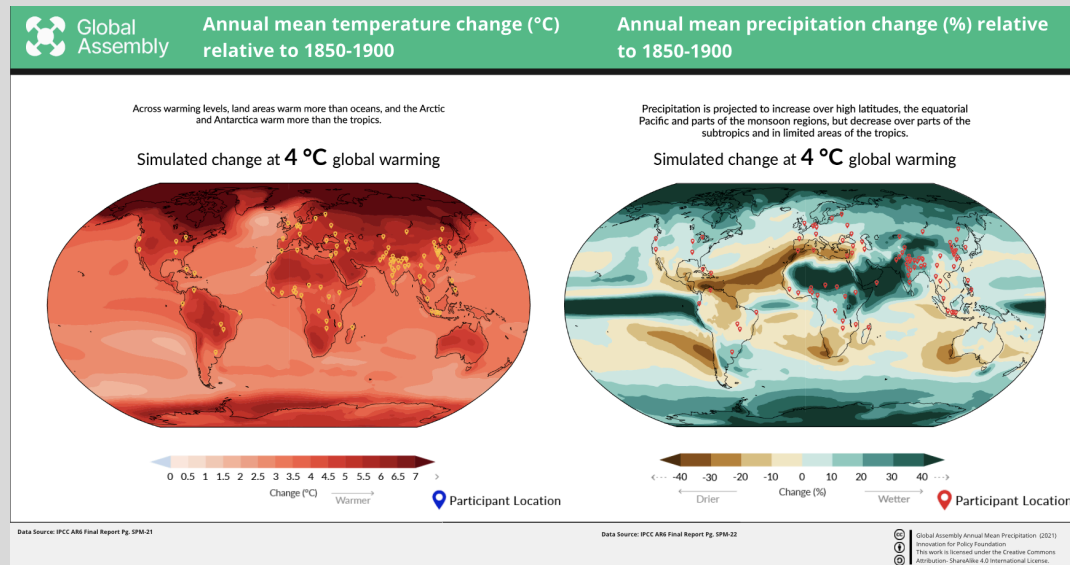 Global
Assembly
Annual mean temperature change (°C)
relative to 1850-1900
Annual mean precipitation change (%) relative
to 1850-1900
Across warming levels, land areas warm more than oceans, and the Arctic
and Antarctica warm more than the tropics.
Simulated change at 4 °C global warming
Precipitation is projected to increase over high latitudes, the equatorial
Pacific and parts of the monsoon regions, but decrease over parts of the
subtropics and in limited areas of the tropics.
Simulated change at 4 °C global warming
0 0.5 1 1.5 2 2.5 3 3.5 4 4.5 5 5.5 6 6.5 7
Change (°C)
Warmer
Participant Location
-40 -30 -20 -10 0 10 20 30 40
Drier
Change (%)
Wetter
Participant Location
Data Source: IPCC AR6 Final Report Pg. SPM-21
Data Source: IPCC AR6 Final Report Pg. SPM-22
Global Assembly Annual Mean Precipitation (2021)
Innovation for Policy Foundation
This work is licensed under the Creative Commons
Attribution- ShareAlike 4.0 International License.